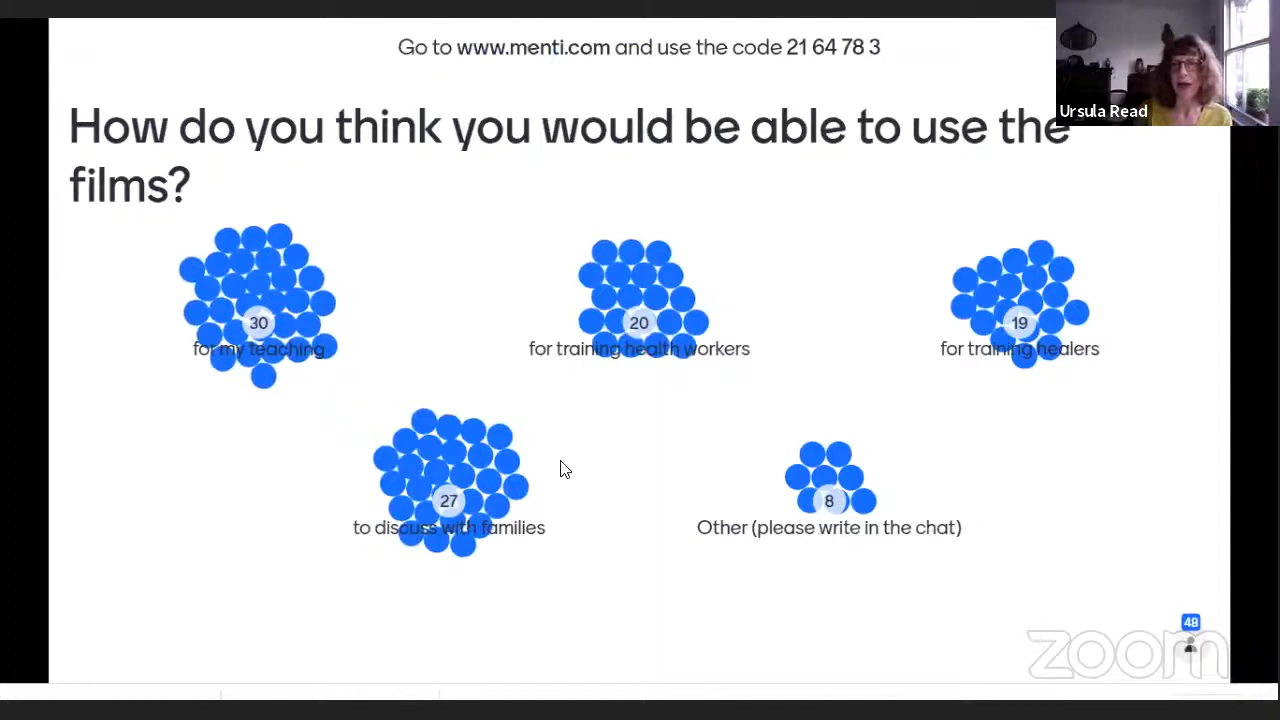 Go to www.menti.com and use the code 21 64 78 3
Ursula Read
How do you think you would be able to use the
films?
30
for my teaching
20
for training health workers
19
for training healers
27
to discuss with families
8
Other (please write in the chat)
48
zoom